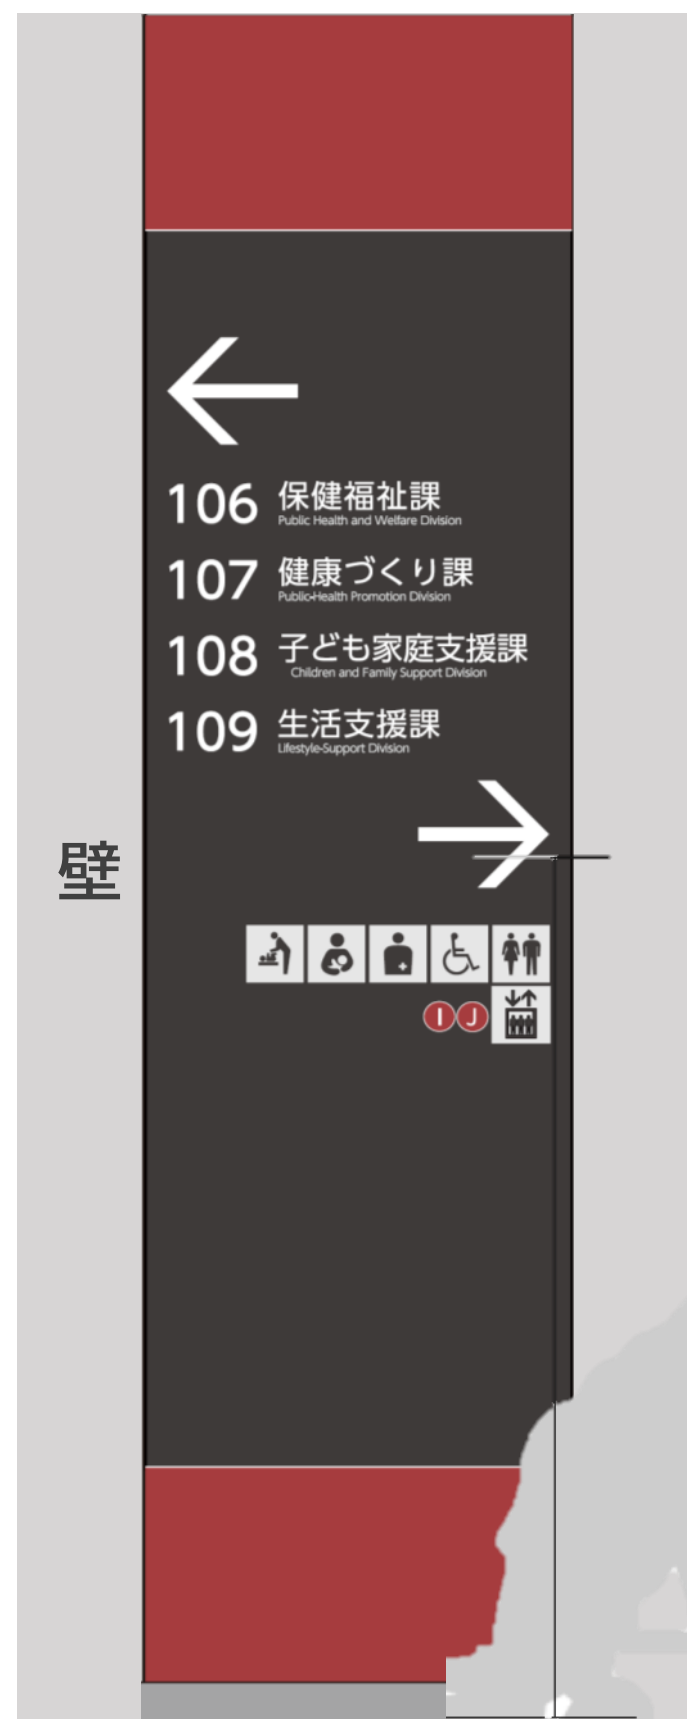 106 保健福祉課
Public Health and Welfare Division
107 健康づくり課
Public-Health Promotion Division
108 子ども家庭支援課
Children and Family Support Division
109 生活支援課
Lifestyle-Support Division
壁
I J